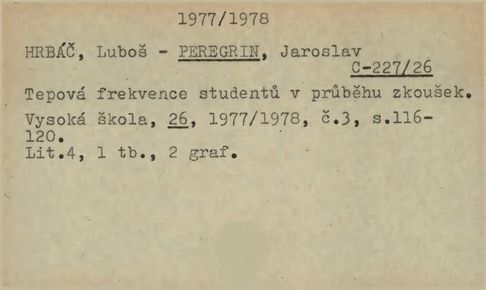 1977/1978
HRBÁČ, Luboš - PEREGRIN, Jaroslav
C-227/26
Tepová frekvence studentů v průběhu zkoušek.
Vysoká škola, 26, 1977/1978, č.3, s.116-
120.
Lit.4, 1 tb., 2 graf.